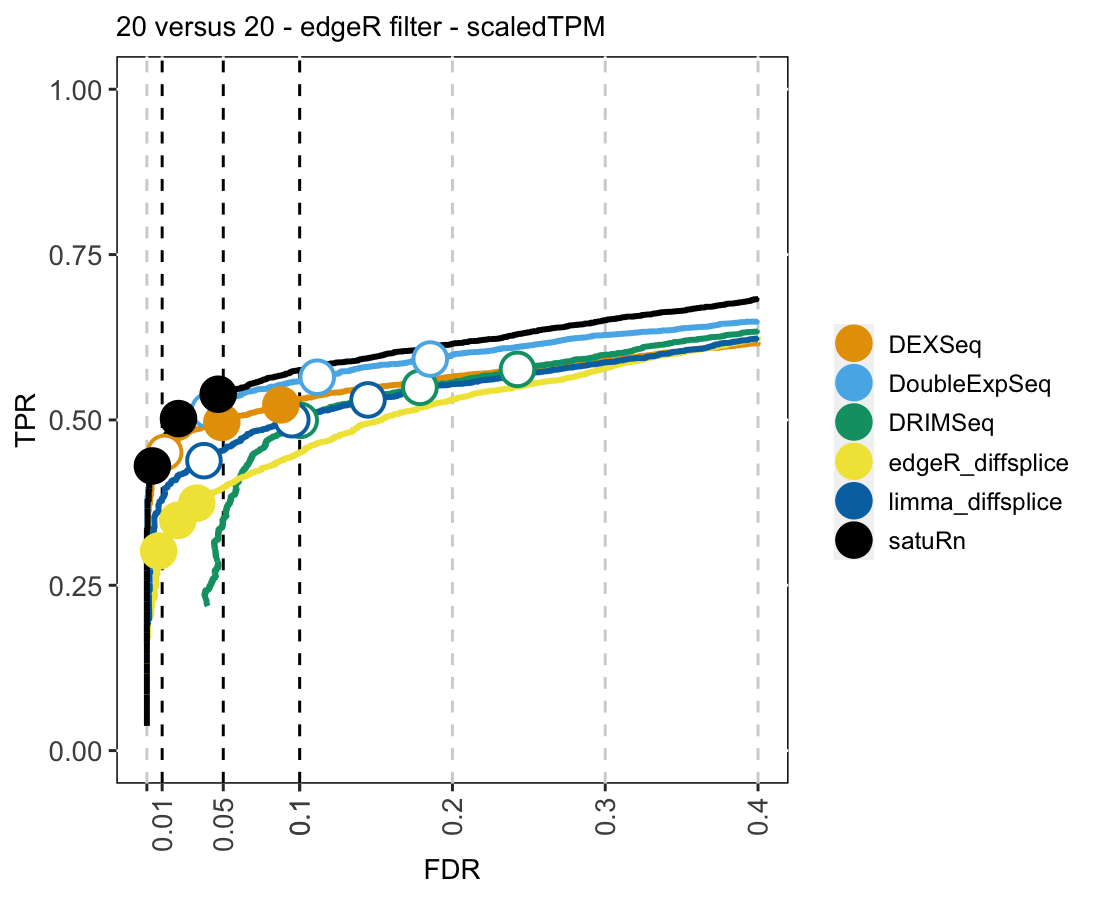 20 versus 20 - edgeR filter - scaledTPM
1.00
0.75
0.50
0.25
0.00
TPR
0.01
0.05
0.1
0.2
0.3
0.4
FDR
DEXSeq
DoubleExpSeq
DRIMSeq
edgeR_diffsplice
limma_diffsplice
satuRn